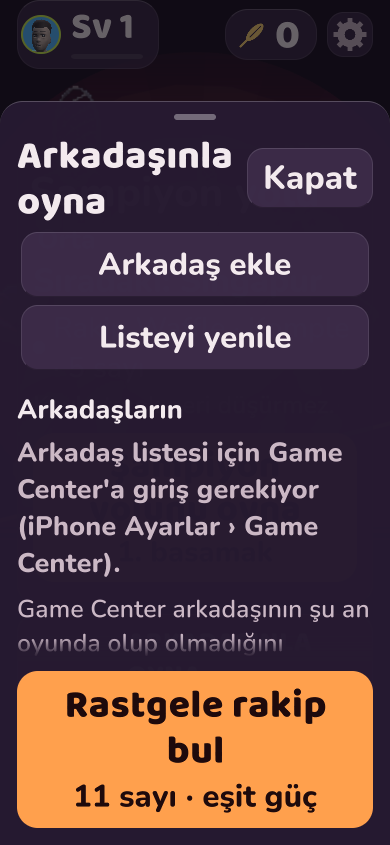 Sv 1
0
Arkadaşınla
oyna
Kapat
Arkadaş ekle
Listeyi yenile
Arkadaşların
Arkadaş listesi için Game
Center'a giriş gerekiyor
(iPhone Ayarlar › Game
Center).
Game Center arkadaşının şu an
oyunda olup olmadığını
Rastgele rakip
bul
11 sayı · eşit güç